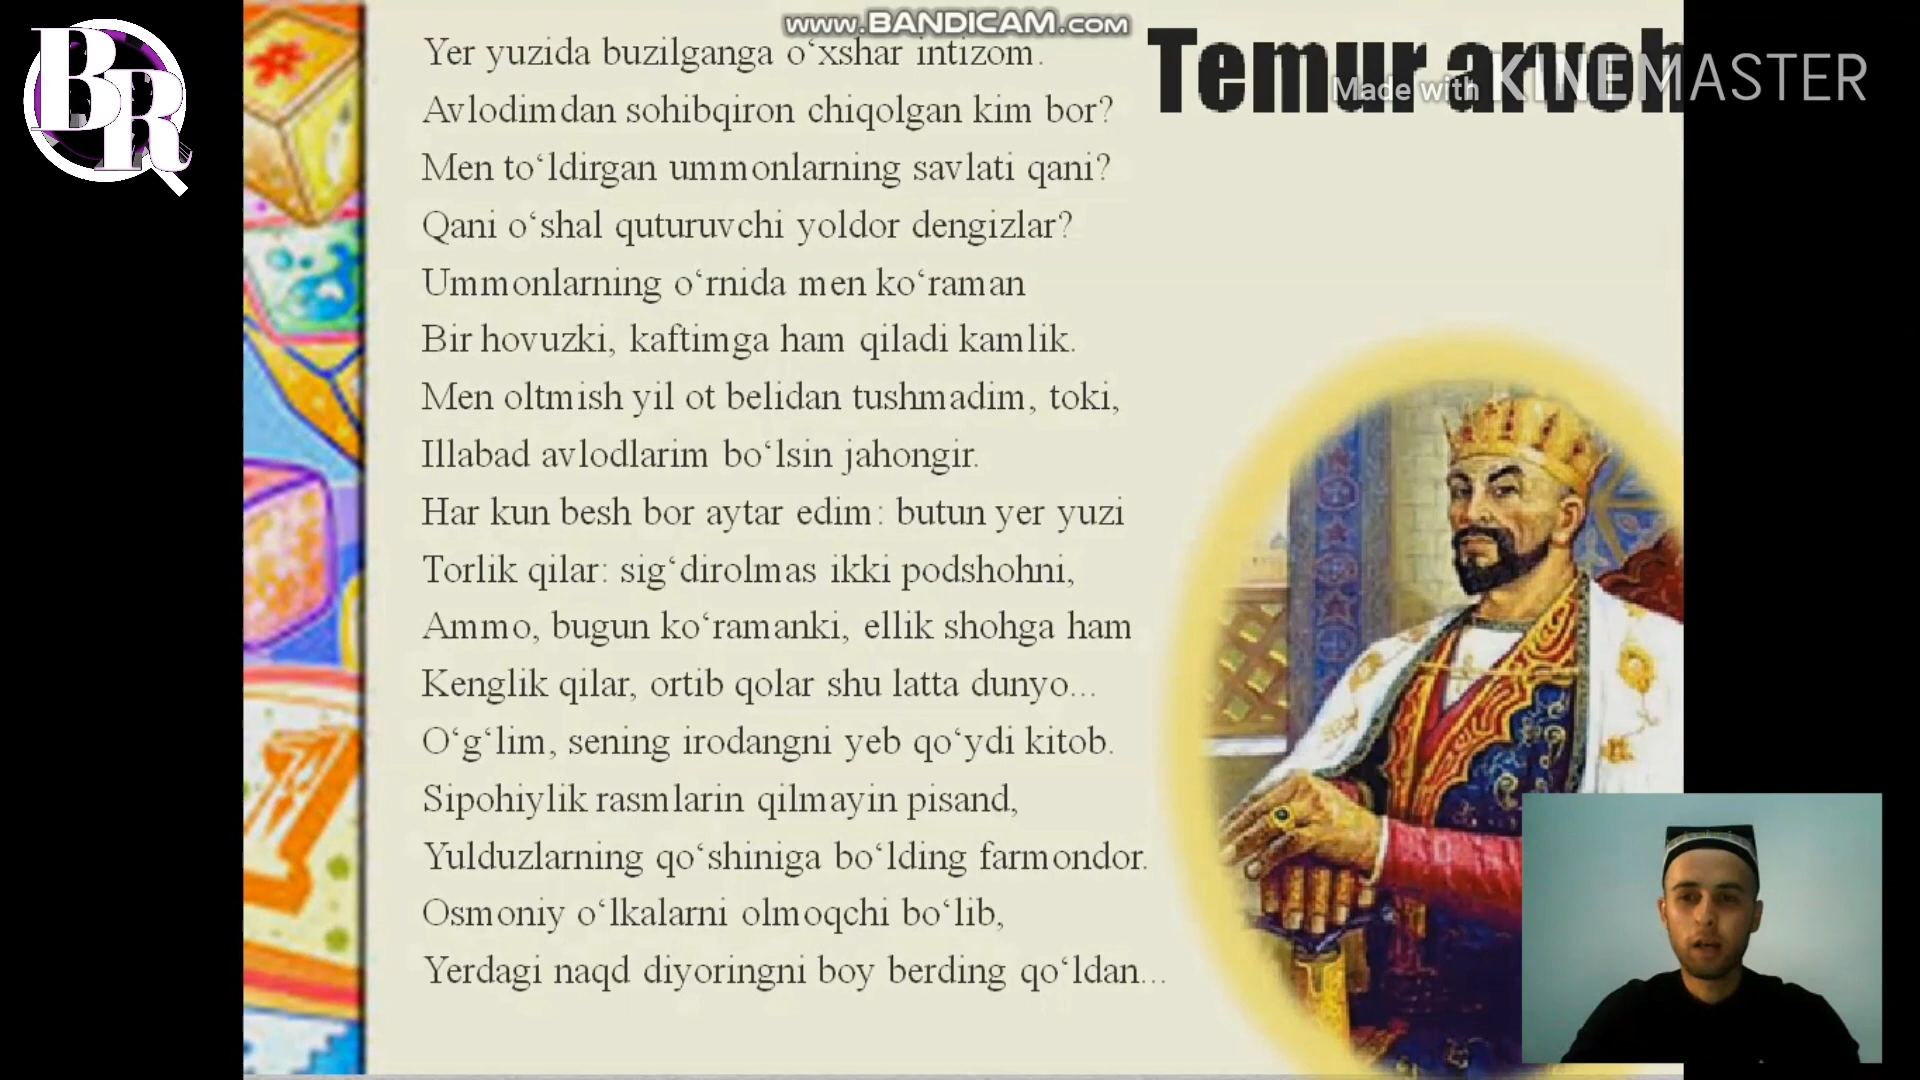 www.BANDICAM.com
BR
Temur arvoh
Made with KINEMASTER
Yer yuzida buzilganga o‘xshar intizom.
Avlodimdan sohibqiron chiqolgan kim bor?
Men to‘ldirgan ummonlarning savlati qani?
Qani o‘shal quturuvchi yoldor dengizlar?
Ummonlarning o‘rnida men ko‘raman
Bir hovuzki, kaftimga ham qiladi kamlik.
Men oltmish yil ot belidan tushmadim, toki,
Illabad avlodlarim bo‘lsin jahongir.
Har kun besh bor aytar edim: butun yer yuzi
Torlik qilar: sig‘dirolmas ikki podshohni,
Ammo, bugun ko‘ramanki, ellik shohga ham
Kenglik qilar, ortib qolar shu latta dunyo...
O‘g‘lim, sening irodangni yeb qo‘ydi kitob.
Sipohiylik rasmlarin qilmayin pisand,
Yulduzlarning qo‘shiniga bo‘lding farmondor.
Osmoniy o‘lkalarni olmoqchi bo‘lib,
Yerdagi naqd diyoringni boy berding qo‘ldan...